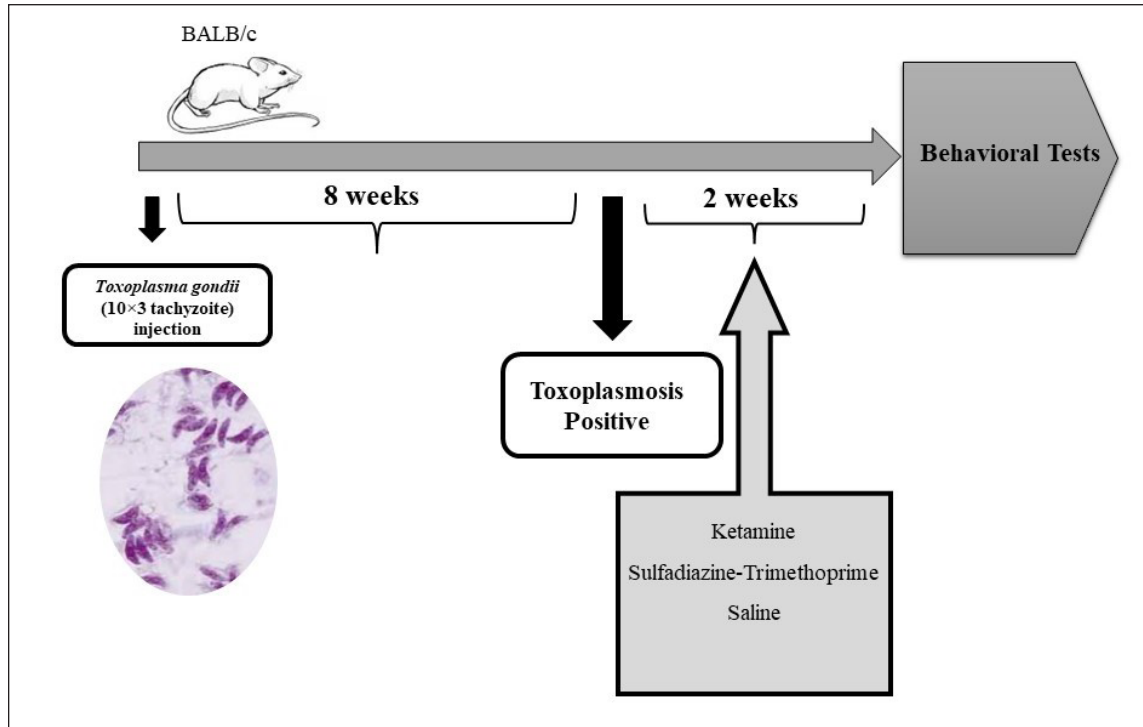 BALB/c
Behavioral Tests
8 weeks
2 weeks
Toxoplasma gondii
(10×3 tachyzoite)
injection
Toxoplasmosis
Positive
Ketamine
Sulfadiazine-Trimethoprime
Saline